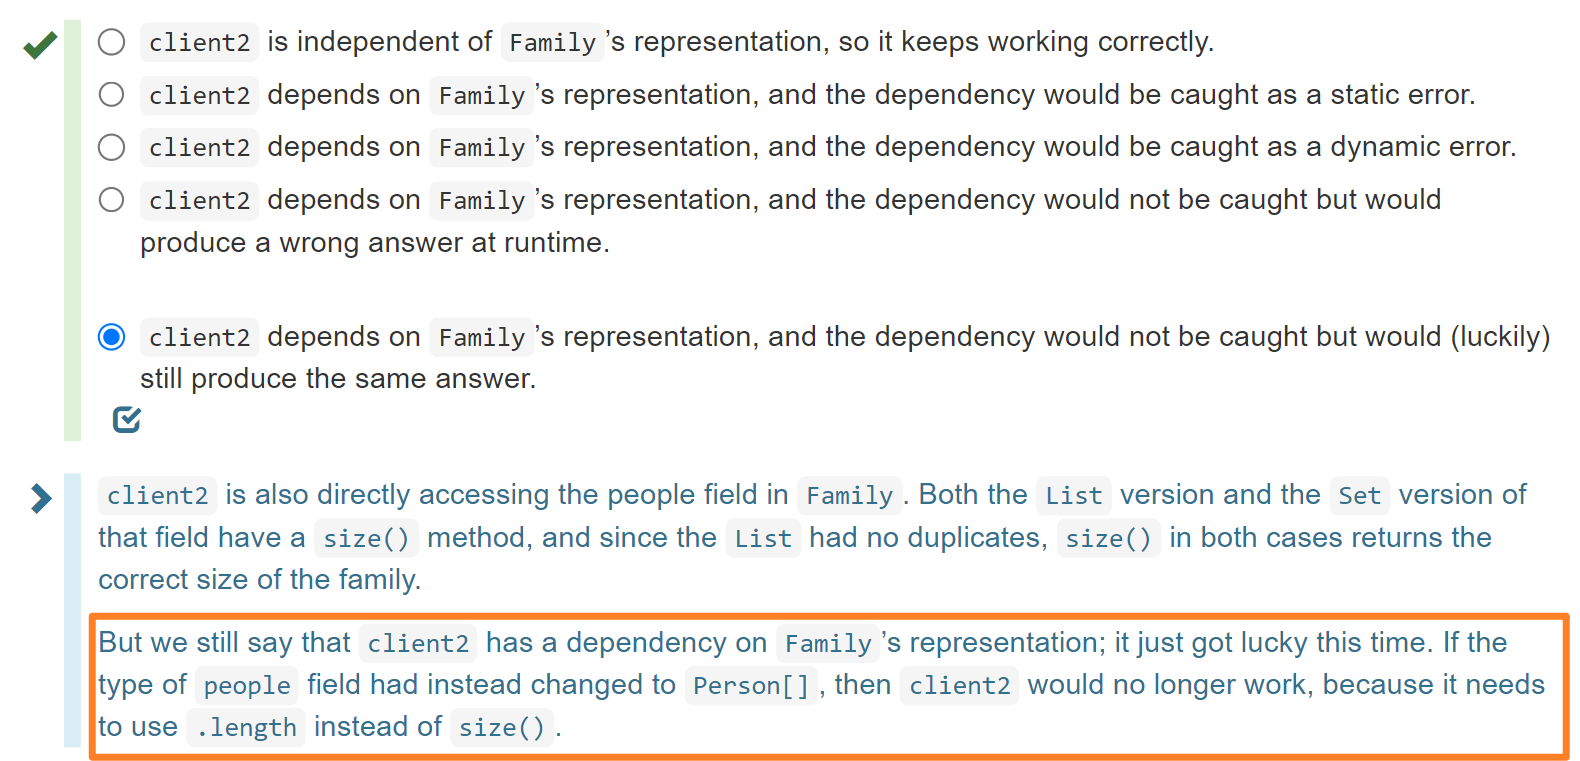 client2 is independent of Family’s representation, so it keeps working correctly.
client2 depends on Family’s representation, and the dependency would be caught as a static error.
client2 depends on Family’s representation, and the dependency would be caught as a dynamic error.
client2 depends on Family’s representation, and the dependency would not be caught but would
produce a wrong answer at runtime.
client2 depends on Family’s representation, and the dependency would not be caught but would (luckily)
still produce the same answer.
client2 is also directly accessing the people field in Family. Both the List version and the Set version of
that field have a size() method, and since the List had no duplicates, size() in both cases returns the
correct size of the family.
But we still say that client2 has a dependency on Family’s representation; it just got lucky this time. If the
type of people field had instead changed to Person[], then client2 would no longer work, because it needs
to use .length instead of size().